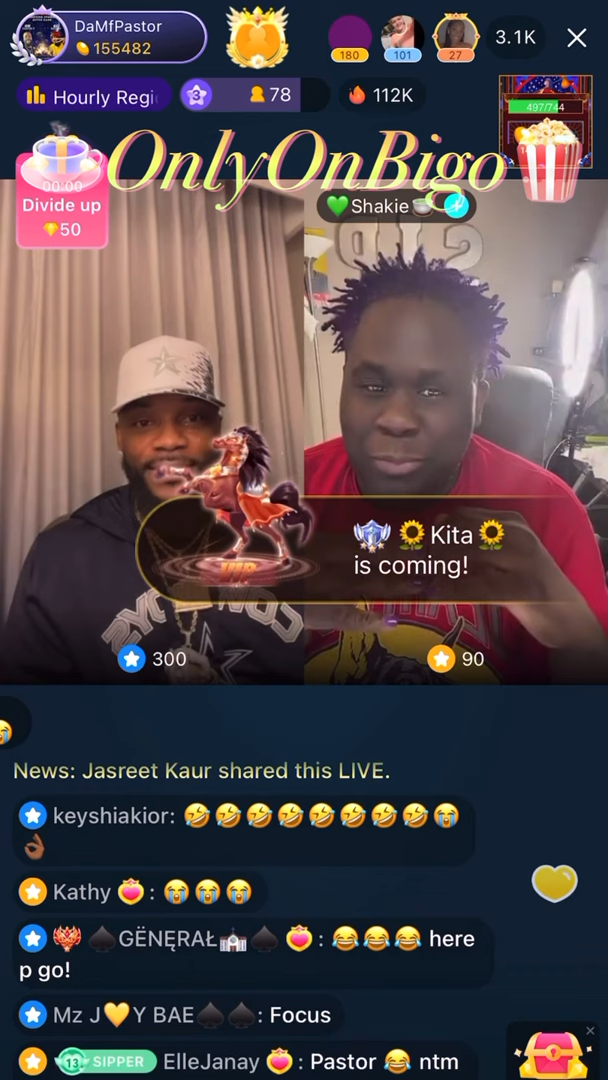 DaMfPastor
155482
180
101
27
3.1K
Hourly Regi
3
78
112K
497/744
OnlyOnBigo
00:00
Divide up
50
Shakie
VIP
Kita
is coming!
COWBOYS
300
90
News: Jasreet Kaur shared this LIVE.
keyshiakior: 🤣🤣🤣🤣🤣🤣🤣🤣😭
👌🏾
Kathy 🍑 : 😭😭😭
♠️GËNĘRAŁ💒♠️ 🍑 : 😂😂😂 here
p go!
Mz J💛Y BAE♠️♠️: Focus
13 SIPPER ElleJanay 🍑 : Pastor 😂 ntm